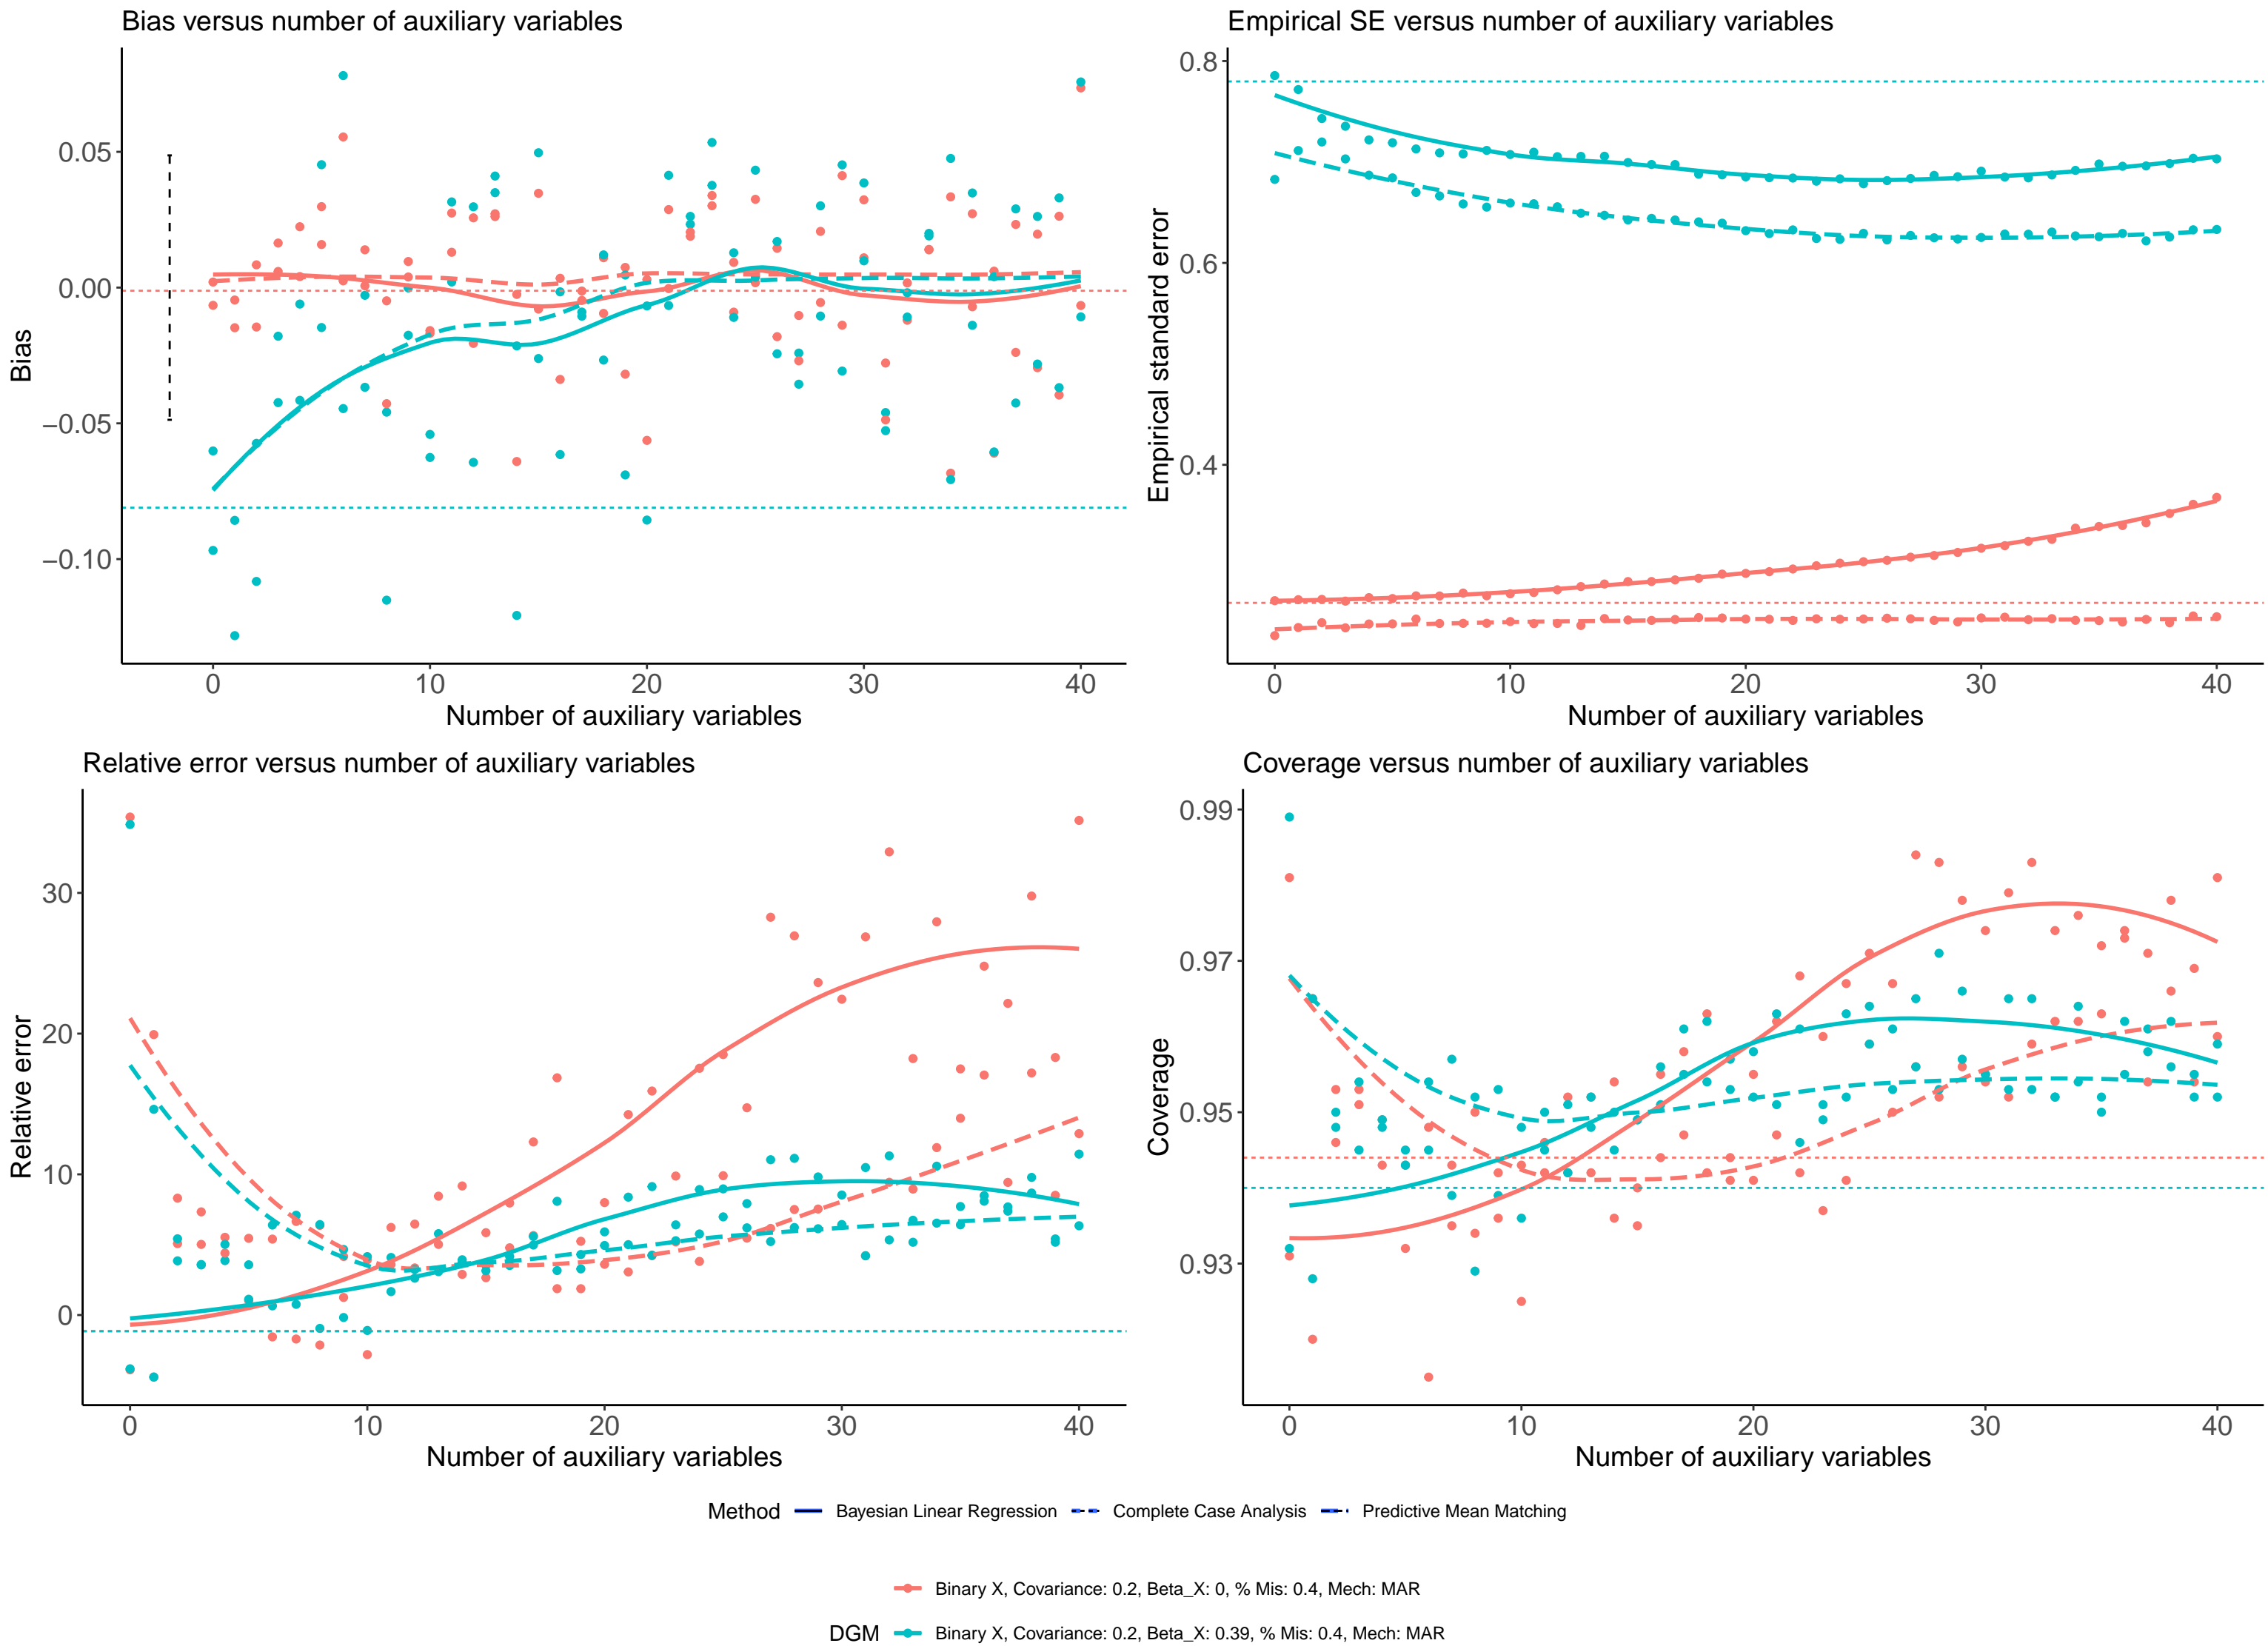 Bias versus number of auxiliary variables
0.05
0.00
−0.05
−0.10
Bias
0 10 20 30 40
Number of auxiliary variables
Empirical SE versus number of auxiliary variables
0.8
0.6
0.4
Empirical standard error
0 10 20 30 40
Number of auxiliary variables
Relative error versus number of auxiliary variables
30
20
10
0
Relative error
0 10 20 30 40
Number of auxiliary variables
Coverage versus number of auxiliary variables
0.99
0.97
0.95
0.93
Coverage
0 10 20 30 40
Number of auxiliary variables
Method Bayesian Linear Regression Complete Case Analysis Predictive Mean Matching
Binary X, Covariance: 0.2, Beta_X: 0, % Mis: 0.4, Mech: MAR
DGM Binary X, Covariance: 0.2, Beta_X: 0.39, % Mis: 0.4, Mech: MAR